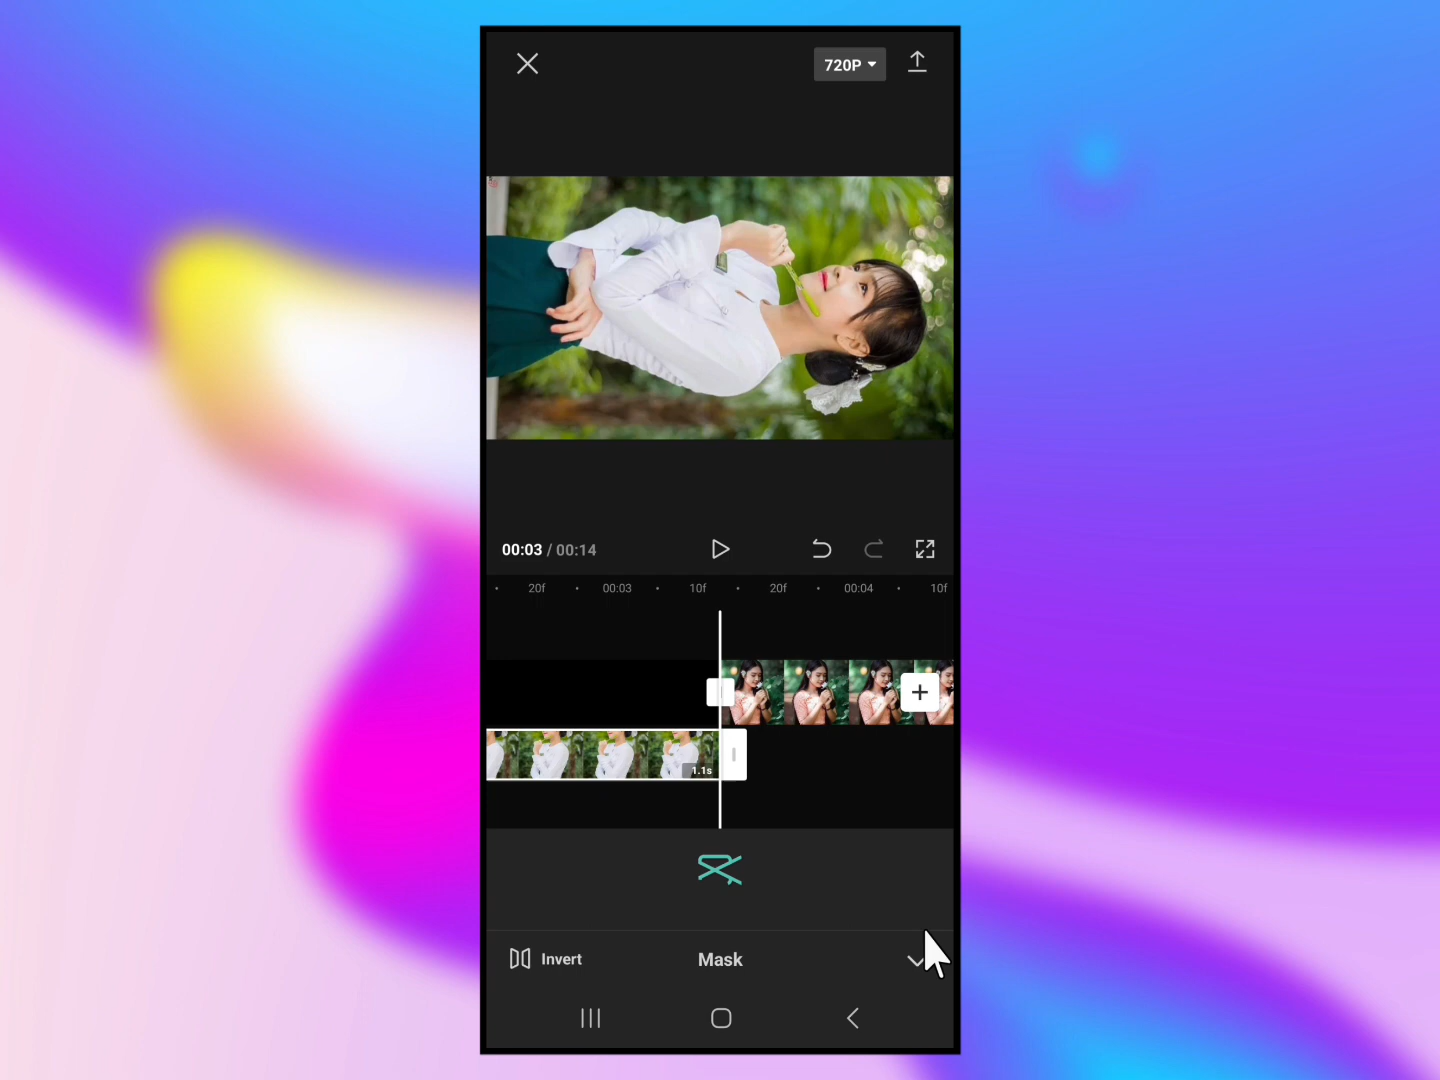 720P
00:03 / 00:14
20f 00:03 10f 20f 00:04 10f
1.1s
Invert Mask